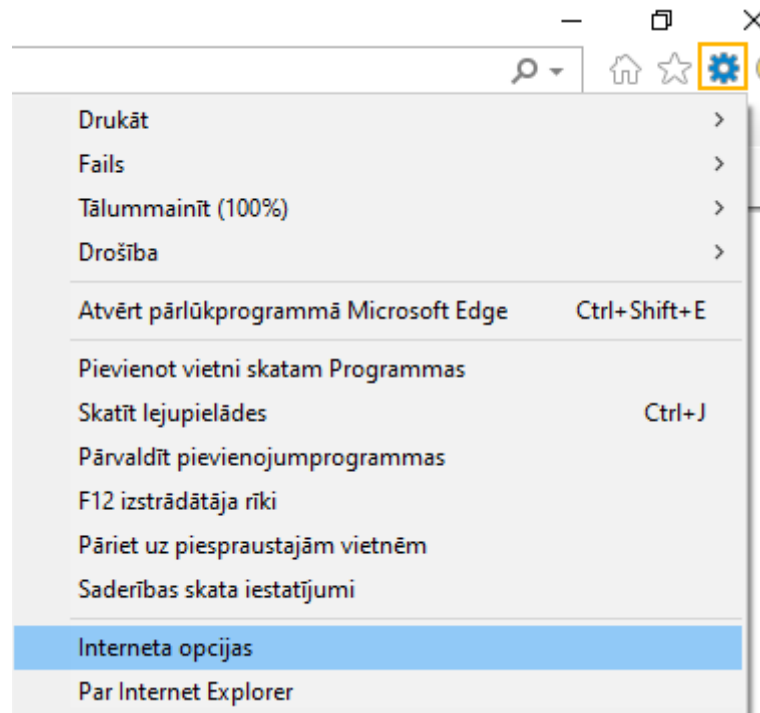 Drukāt
Fails
Tālummainīt (100%)
Drošība
Atvērt pārlūkprogrammā Microsoft Edge Ctrl+Shift+E
Pievienot vietni skatam Programmas
Skatīt lejupielādes Ctrl+J
Pārvaldīt pievienojumprogrammas
F12 izstrādātāja rīki
Pāriet uz piespraustajām vietnēm
Saderības skata iestatījumi
Interneta opcijas
Par Internet Explorer